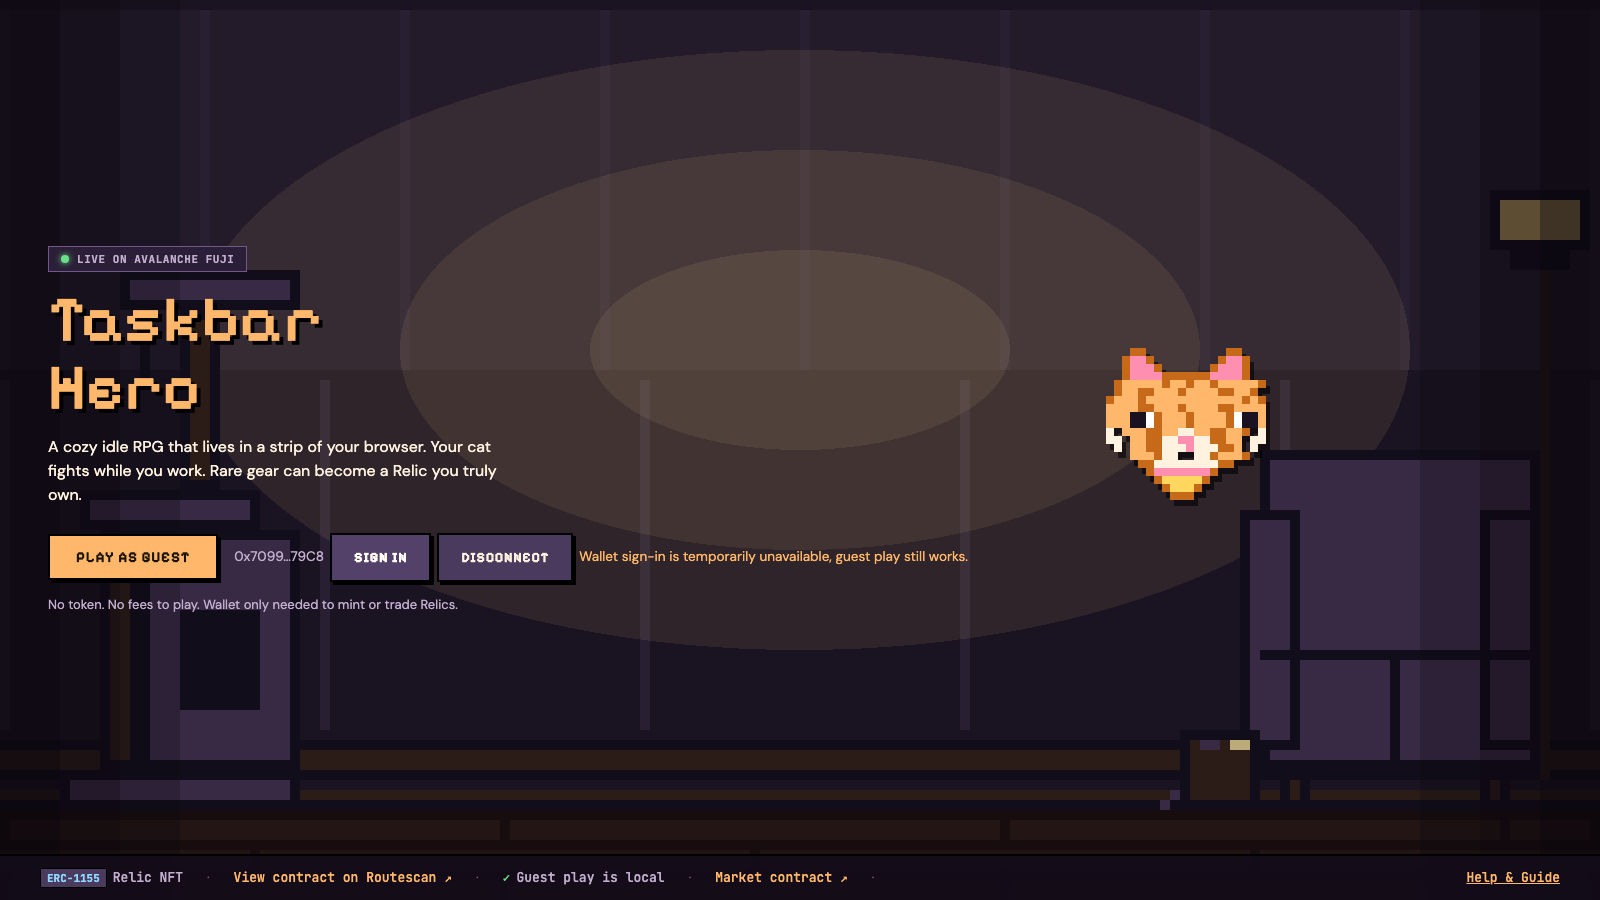 LIVE ON AVALANCHE FUJI
Taskbar
Hero
A cozy idle RPG that lives in a strip of your browser. Your cat
fights while you work. Rare gear can become a Relic you truly
own.
PLAY AS GUEST 0x7099…79C8 SIGN IN DISCONNECT Wallet sign-in is temporarily unavailable, guest play still works.
No token. No fees to play. Wallet only needed to mint or trade Relics.
ERC-1155 Relic NFT · View contract on Routescan ↗ · ✓ Guest play is local · Market contract ↗ · Help & Guide